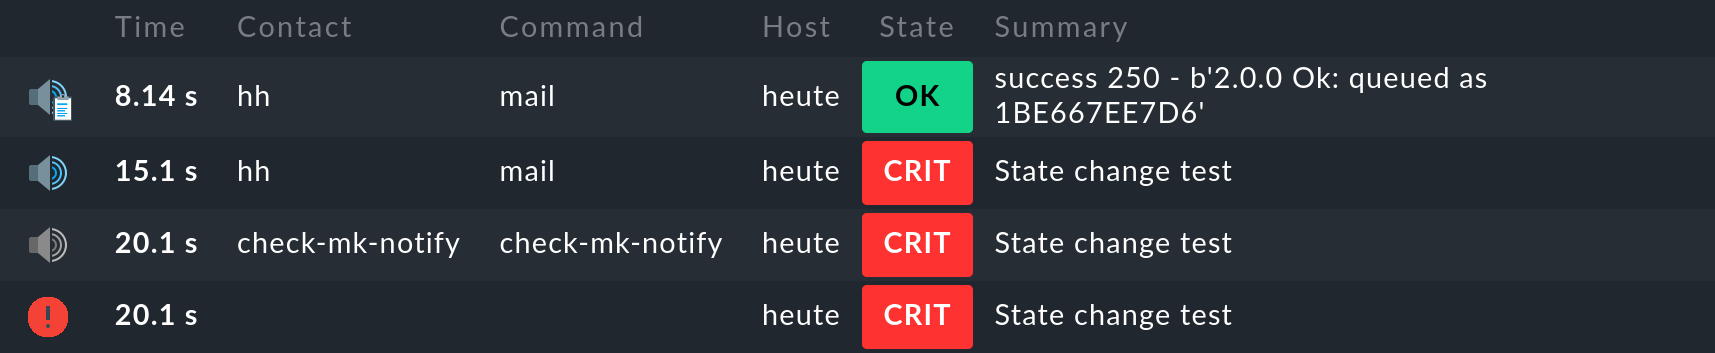 Time Contact Command Host State Summary
8.14 s hh mail heute OK success 250 - b'2.0.0 Ok: queued as
1BE667EE7D6'
15.1 s hh mail heute CRIT State change test
20.1 s check-mk-notify check-mk-notify heute CRIT State change test
20.1 s heute CRIT State change test